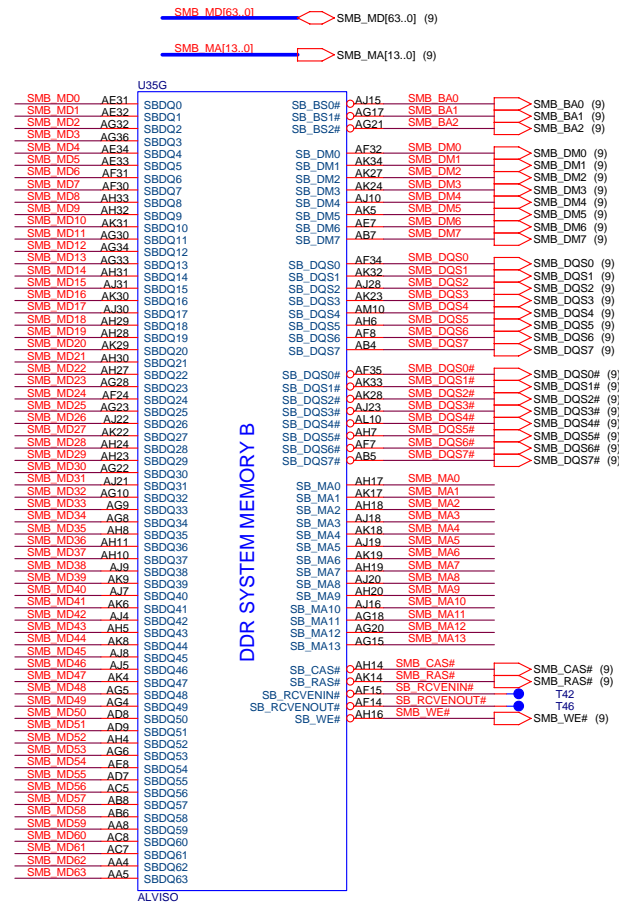 SMB_MD[63..0] SMB_MD[63..0] (9)
SMB_MA[13..0] SMB_MA[13..0] (9)
U35G
SMB_MD0 AE31 SBDQ0
SMB_MD1 AE32 SBDQ1
SMB_MD2 AG32 SBDQ2
SMB_MD3 AG36 SBDQ3
SMB_MD4 AE34 SBDQ4
SMB_MD5 AE33 SBDQ5
SMB_MD6 AF31 SBDQ6
SMB_MD7 AF30 SBDQ7
SMB_MD8 AH33 SBDQ8
SMB_MD9 AH32 SBDQ9
SMB_MD10 AK31 SBDQ10
SMB_MD11 AG30 SBDQ11
SMB_MD12 AG34 SBDQ12
SMB_MD13 AG33 SBDQ13
SMB_MD14 AH31 SBDQ14
SMB_MD15 AJ31 SBDQ15
SMB_MD16 AK30 SBDQ16
SMB_MD17 AJ30 SBDQ17
SMB_MD18 AH29 SBDQ18
SMB_MD19 AH28 SBDQ19
SMB_MD20 AK29 SBDQ20
SMB_MD21 AH30 SBDQ21
SMB_MD22 AH27 SBDQ22
SMB_MD23 AG28 SBDQ23
SMB_MD24 AF24 SBDQ24
SMB_MD25 AG23 SBDQ25
SMB_MD26 AJ22 SBDQ26
SMB_MD27 AK22 SBDQ27
SMB_MD28 AH24 SBDQ28
SMB_MD29 AH23 SBDQ29
SMB_MD30 AG22 SBDQ30
SMB_MD31 AJ21 SBDQ31
SMB_MD32 AG10 SBDQ32
SMB_MD33 AG9 SBDQ33
SMB_MD34 AG8 SBDQ34
SMB_MD35 AH8 SBDQ35
SMB_MD36 AH11 SBDQ36
SMB_MD37 AH10 SBDQ37
SMB_MD38 AJ9 SBDQ38
SMB_MD39 AK9 SBDQ39
SMB_MD40 AJ7 SBDQ40
SMB_MD41 AK6 SBDQ41
SMB_MD42 AJ4 SBDQ42
SMB_MD43 AH5 SBDQ43
SMB_MD44 AK8 SBDQ44
SMB_MD45 AJ8 SBDQ45
SMB_MD46 AJ5 SBDQ46
SMB_MD47 AK4 SBDQ47
SMB_MD48 AG5 SBDQ48
SMB_MD49 AG4 SBDQ49
SMB_MD50 AD8 SBDQ50
SMB_MD51 AD9 SBDQ51
SMB_MD52 AH4 SBDQ52
SMB_MD53 AG6 SBDQ53
SMB_MD54 AE8 SBDQ54
SMB_MD55 AD7 SBDQ55
SMB_MD56 AC5 SBDQ56
SMB_MD57 AB8 SBDQ57
SMB_MD58 AB6 SBDQ58
SMB_MD59 AA8 SBDQ59
SMB_MD60 AC8 SBDQ60
SMB_MD61 AC7 SBDQ61
SMB_MD62 AA4 SBDQ62
SMB_MD63 AA5 SBDQ63
DDR SYSTEM MEMORY B
SB_BS0# AJ15 SMB_BA0 SMB_BA0 (9)
SB_BS1# AG17 SMB_BA1 SMB_BA1 (9)
SB_BS2# AG21 SMB_BA2 SMB_BA2 (9)
SB_DM0 AF32 SMB_DM0 SMB_DM0 (9)
SB_DM1 AK34 SMB_DM1 SMB_DM1 (9)
SB_DM2 AK27 SMB_DM2 SMB_DM2 (9)
SB_DM3 AK24 SMB_DM3 SMB_DM3 (9)
SB_DM4 AJ10 SMB_DM4 SMB_DM4 (9)
SB_DM5 AK5 SMB_DM5 SMB_DM5 (9)
SB_DM6 AE7 SMB_DM6 SMB_DM6 (9)
SB_DM7 AB7 SMB_DM7 SMB_DM7 (9)
SB_DQS0 AF34 SMB_DQS0 SMB_DQS0 (9)
SB_DQS1 AK32 SMB_DQS1 SMB_DQS1 (9)
SB_DQS2 AJ28 SMB_DQS2 SMB_DQS2 (9)
SB_DQS3 AK23 SMB_DQS3 SMB_DQS3 (9)
SB_DQS4 AM10 SMB_DQS4 SMB_DQS4 (9)
SB_DQS5 AH6 SMB_DQS5 SMB_DQS5 (9)
SB_DQS6 AF8 SMB_DQS6 SMB_DQS6 (9)
SB_DQS7 AB4 SMB_DQS7 SMB_DQS7 (9)
SB_DQS0# AF35 SMB_DQS0# SMB_DQS0# (9)
SB_DQS1# AK33 SMB_DQS1# SMB_DQS1# (9)
SB_DQS2# AK28 SMB_DQS2# SMB_DQS2# (9)
SB_DQS3# AJ23 SMB_DQS3# SMB_DQS3# (9)
SB_DQS4# AL10 SMB_DQS4# SMB_DQS4# (9)
SB_DQS5# AH7 SMB_DQS5# SMB_DQS5# (9)
SB_DQS6# AF7 SMB_DQS6# SMB_DQS6# (9)
SB_DQS7# AB5 SMB_DQS7# SMB_DQS7# (9)
SB_MA0 AH17 SMB_MA0
SB_MA1 AK17 SMB_MA1
SB_MA2 AH18 SMB_MA2
SB_MA3 AJ18 SMB_MA3
SB_MA4 AK18 SMB_MA4
SB_MA5 AJ19 SMB_MA5
SB_MA6 AK19 SMB_MA6
SB_MA7 AH19 SMB_MA7
SB_MA8 AJ20 SMB_MA8
SB_MA9 AH20 SMB_MA9
SB_MA10 AJ16 SMB_MA10
SB_MA11 AG18 SMB_MA11
SB_MA12 AG20 SMB_MA12
SB_MA13 AG15 SMB_MA13
SB_CAS# AH14 SMB_CAS# SMB_CAS# (9)
SB_RAS# AK14 SMB_RAS# SMB_RAS# (9)
SB_RCVENIN# AF15 SB_RCVENIN# T42
SB_RCVENOUT# AF14 SB_RCVENOUT# T46
SB_WE# AH16 SMB_WE# SMB_WE# (9)
ALVISO